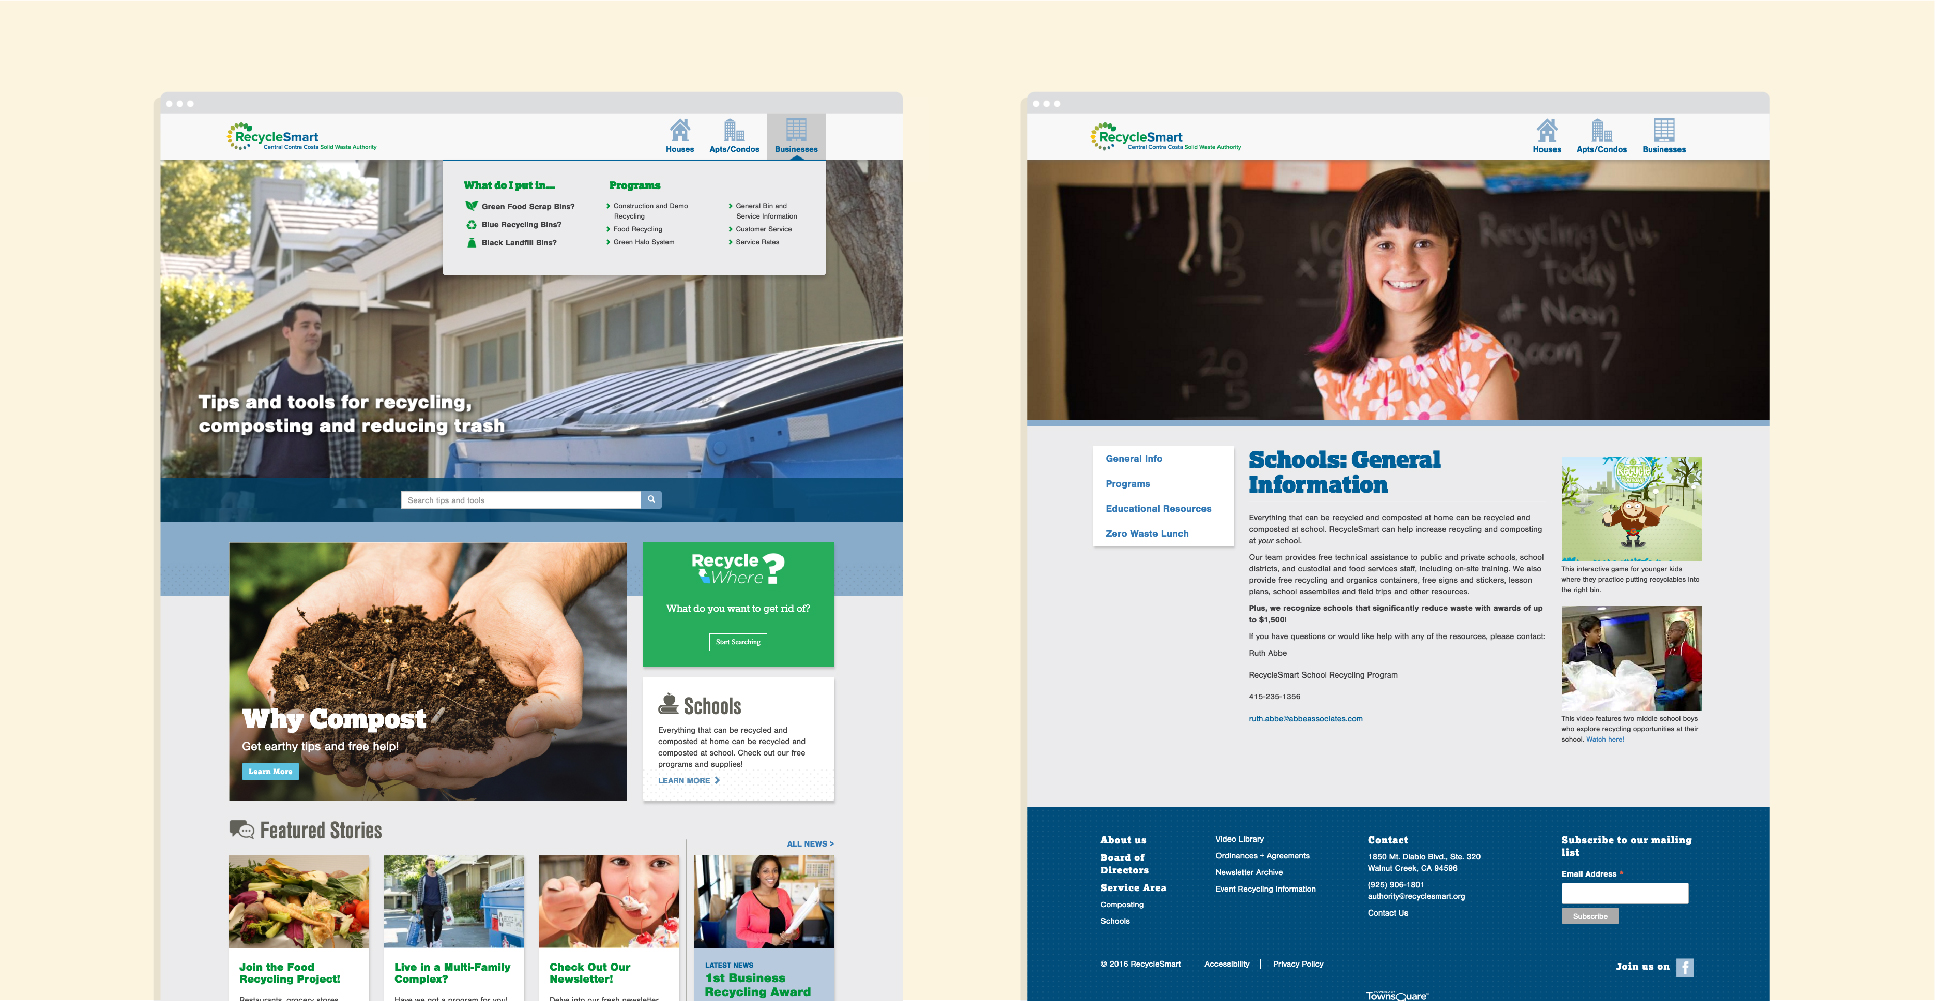 RecycleSmart
Central Contra Costa Solid Waste Authority
Houses
Apts/Condos
Businesses
What do I put in...
Green Food Scrap Bins?
Blue Recycling Bins?
Black Landfill Bins?
Programs
Construction and Demo
Recycling
Food Recycling
Green Halo System
General Bin and
Service Information
Customer Service
Service Rates
Tips and tools for recycling,
composting and reducing trash
Search tips and tools
Why Compost
Get earthy tips and free help!
Learn More
Recycle
Where?
What do you want to get rid of?
Start Searching
Schools
Everything that can be recycled and
composted at home can be recycled and
composted at school. Check out our free
programs and supplies!
LEARN MORE >
Featured Stories
ALL NEWS >
Join the Food
Recycling Project!
Restaurants, grocery stores
Live in a Multi-Family
Complex?
Have we got a program for you!
Check Out Our
Newsletter!
Delve into our fresh newsletter
LATEST NEWS
1st Business
Recycling Award
RecycleSmart
Central Contra Costa Solid Waste Authority
Houses
Apts/Condos
Businesses
Recycling Club
Today!
at Noon
Room 7
20
5
Schools: General
Information
General Info
Programs
Educational Resources
Zero Waste Lunch
Everything that can be recycled and composted at home can be recycled and
composted at school. RecycleSmart can help increase recycling and composting
at your school.
Our team provides free technical assistance to public and private schools, school
districts, and custodial and food services staff, including on-site training. We also
provide free recycling and organics containers, free signs and stickers, lesson
plans, school assemblies and field trips and other resources.
Plus, we recognize schools that significantly reduce waste with awards of up
to $1,500!
If you have questions or would like help with any of the resources, please contact:
Ruth Abbe
RecycleSmart School Recycling Program
415-235-1356
ruth.abbe@abbeassociates.com
Recycle
This interactive game for younger kids
where they practice putting recyclables into
the right bin.
This video features two middle school boys
who explore recycling opportunities at their
school. Watch here!
About us
Board of
Directors
Service Area
Composting
Schools
Video Library
Ordinances + Agreements
Newsletter Archive
Event Recycling Information
Contact
1850 Mt. Diablo Blvd., Ste. 320
Walnut Creek, CA 94596
(925) 906-1801
authority@recyclesmart.org
Contact Us
Subscribe to our mailing
list
Email Address *
Subscribe
© 2016 RecycleSmart
Accessibility
Privacy Policy
Join us on
TownsQuare